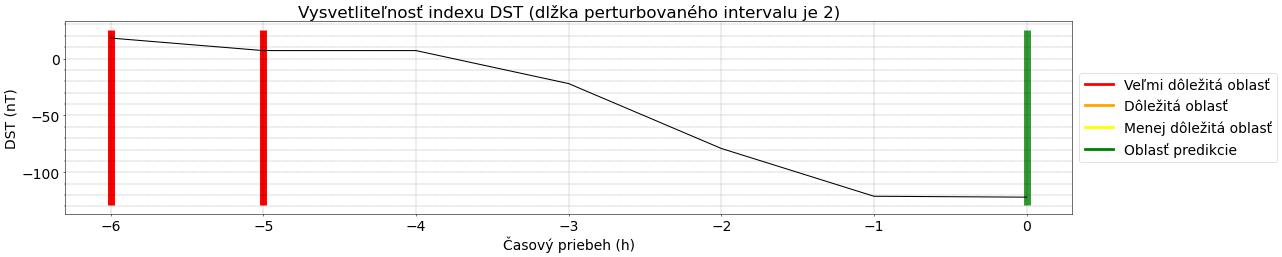 Vysvetliteľnosť indexu DST (dlžka perturbovaného intervalu je 2)
DST (nT)
0
−50
−100
−6
−5
−4
−3
−2
−1
0
Časový priebeh (h)
Veľmi dôležitá oblasť
Dôležitá oblasť
Menej dôležitá oblasť
Oblasť predikcie